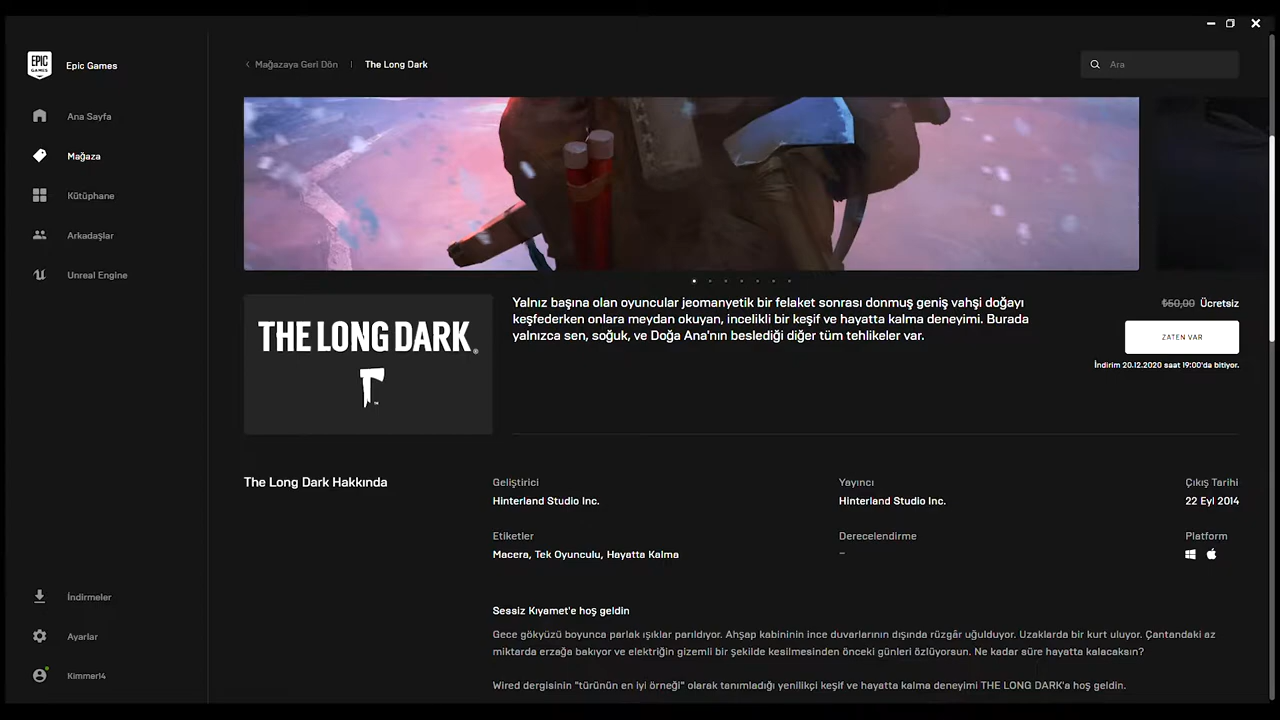 EPIC GAMES
Epic Games
Ana Sayfa
Mağaza
Kütüphane
Arkadaşlar
Unreal Engine
İndirmeler
Ayarlar
Kimmer14
Mağazaya Geri Dön
The Long Dark
Ara
THE LONG DARK
Yalnız başına olan oyuncular jeomanyetik bir felaket sonrası donmuş geniş vahşi doğayı
keşfederken onlara meydan okuyan, incelikli bir keşif ve hayatta kalma deneyimi. Burada
yalnızca sen, soğuk, ve Doğa Ana'nın beslediği diğer tüm tehlikeler var.
₺50,00 Ücretsiz
ZATEN VAR
İndirim 20.12.2020 saat 19:00'da bitiyor.
The Long Dark Hakkında
Geliştirici
Hinterland Studio Inc.
Yayıncı
Hinterland Studio Inc.
Çıkış Tarihi
22 Eyl 2014
Etiketler
Macera, Tek Oyunculu, Hayatta Kalma
Derecelendirme
–
Platform
Sessiz Kıyamet'e hoş geldin
Gece gökyüzü boyunca parlak ışıklar parıldıyor. Ahşap kabininin ince duvarlarının dışında rüzgâr uğulduyor. Uzaklarda bir kurt uluyor. Çantandaki az
miktarda erzağa bakıyor ve elektriğin gizemli bir şekilde kesilmesinden önceki günleri özlüyorsun. Ne kadar süre hayatta kalacaksın?
Wired dergisinin "türünün en iyi örneği" olarak tanımladığı yenilikçi keşif ve hayatta kalma deneyimi THE LONG DARK'a hoş geldin.